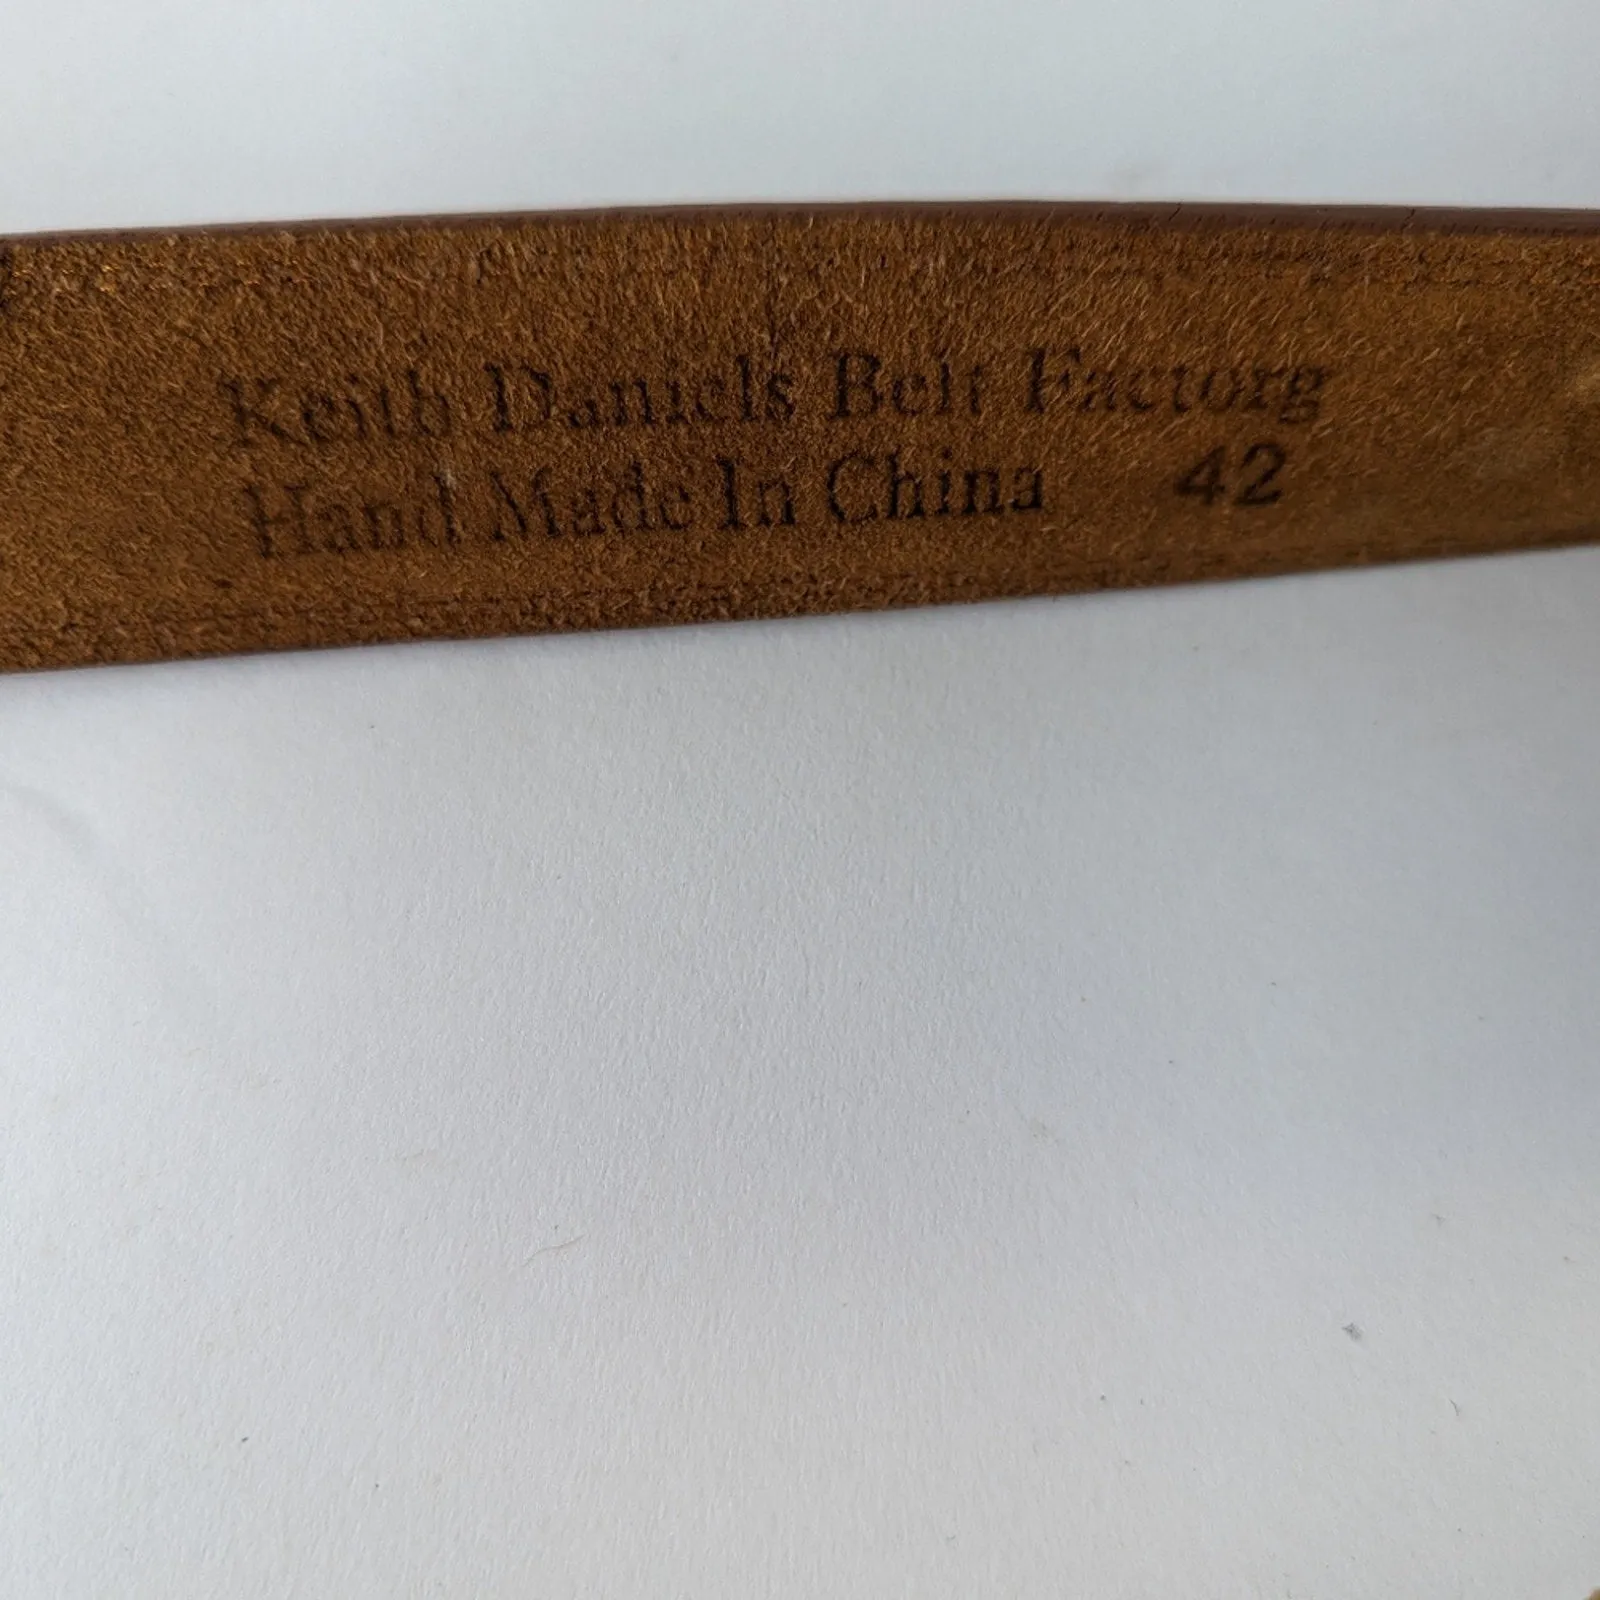 Keith Daniels Belt Factorg
Hand Made In China 42